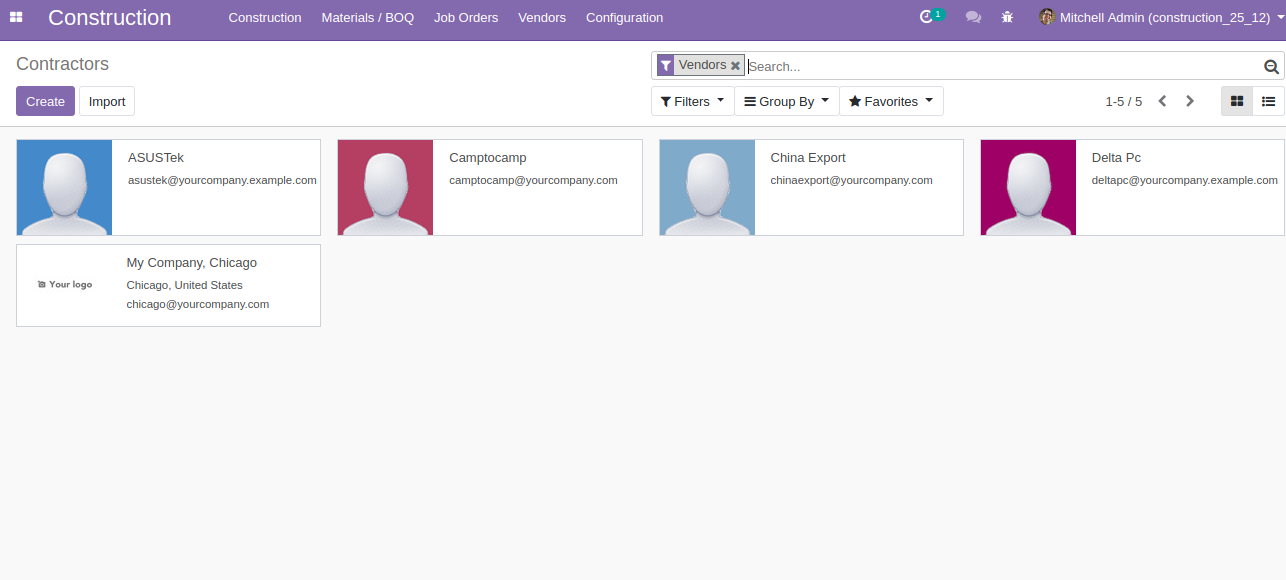 Construction Construction Materials / BOQ Job Orders Vendors Configuration 1 Mitchell Admin (construction_25_12)
Contractors
Vendors Search...
Create Import Filters Group By Favorites 1-5 / 5
ASUSTek
asustek@yourcompany.example.com
Camptocamp
camptocamp@yourcompany.com
China Export
chinaexport@yourcompany.com
Delta Pc
deltapc@yourcompany.example.com
Your logo
My Company, Chicago
Chicago, United States
chicago@yourcompany.com